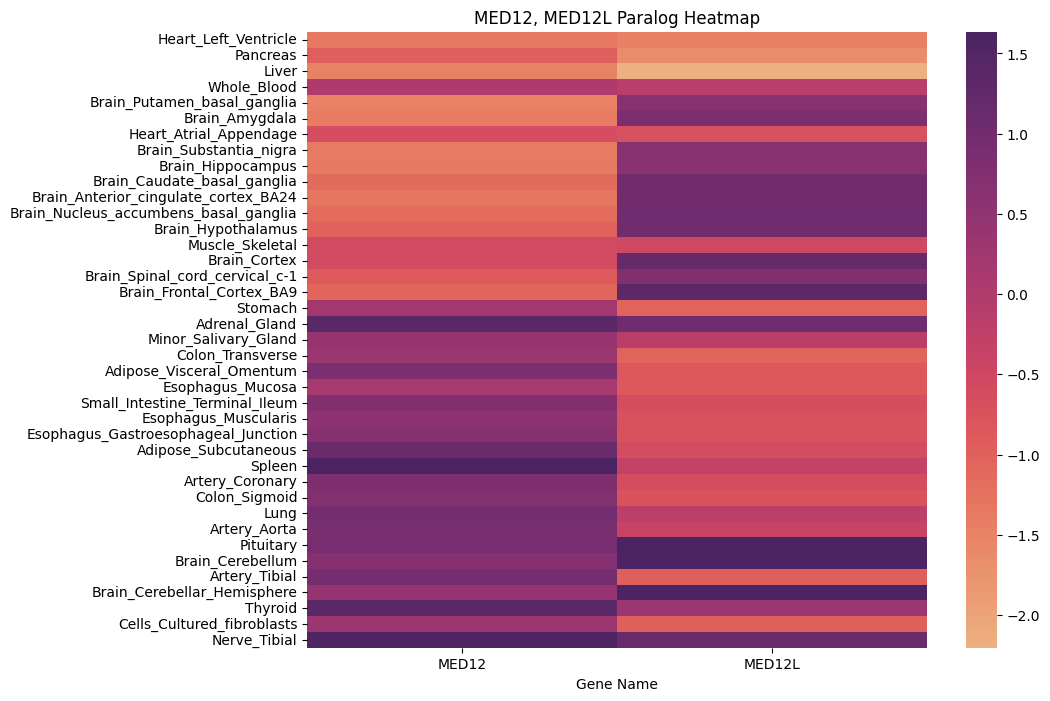 MED12, MED12L Paralog Heatmap
Heart_Left_Ventricle
Pancreas
Liver
Whole_Blood
Brain_Putamen_basal_ganglia
Brain_Amygdala
Heart_Atrial_Appendage
Brain_Substantia_nigra
Brain_Hippocampus
Brain_Caudate_basal_ganglia
Brain_Anterior_cingulate_cortex_BA24
Brain_Nucleus_accumbens_basal_ganglia
Brain_Hypothalamus
Muscle_Skeletal
Brain_Cortex
Brain_Spinal_cord_cervical_c-1
Brain_Frontal_Cortex_BA9
Stomach
Adrenal_Gland
Minor_Salivary_Gland
Colon_Transverse
Adipose_Visceral_Omentum
Esophagus_Mucosa
Small_Intestine_Terminal_Ileum
Esophagus_Muscularis
Esophagus_Gastroesophageal_Junction
Adipose_Subcutaneous
Spleen
Artery_Coronary
Colon_Sigmoid
Lung
Artery_Aorta
Pituitary
Brain_Cerebellum
Artery_Tibial
Brain_Cerebellar_Hemisphere
Thyroid
Cells_Cultured_fibroblasts
Nerve_Tibial
MED12
MED12L
Gene Name
1.5
1.0
0.5
0.0
−0.5
−1.0
−1.5
−2.0